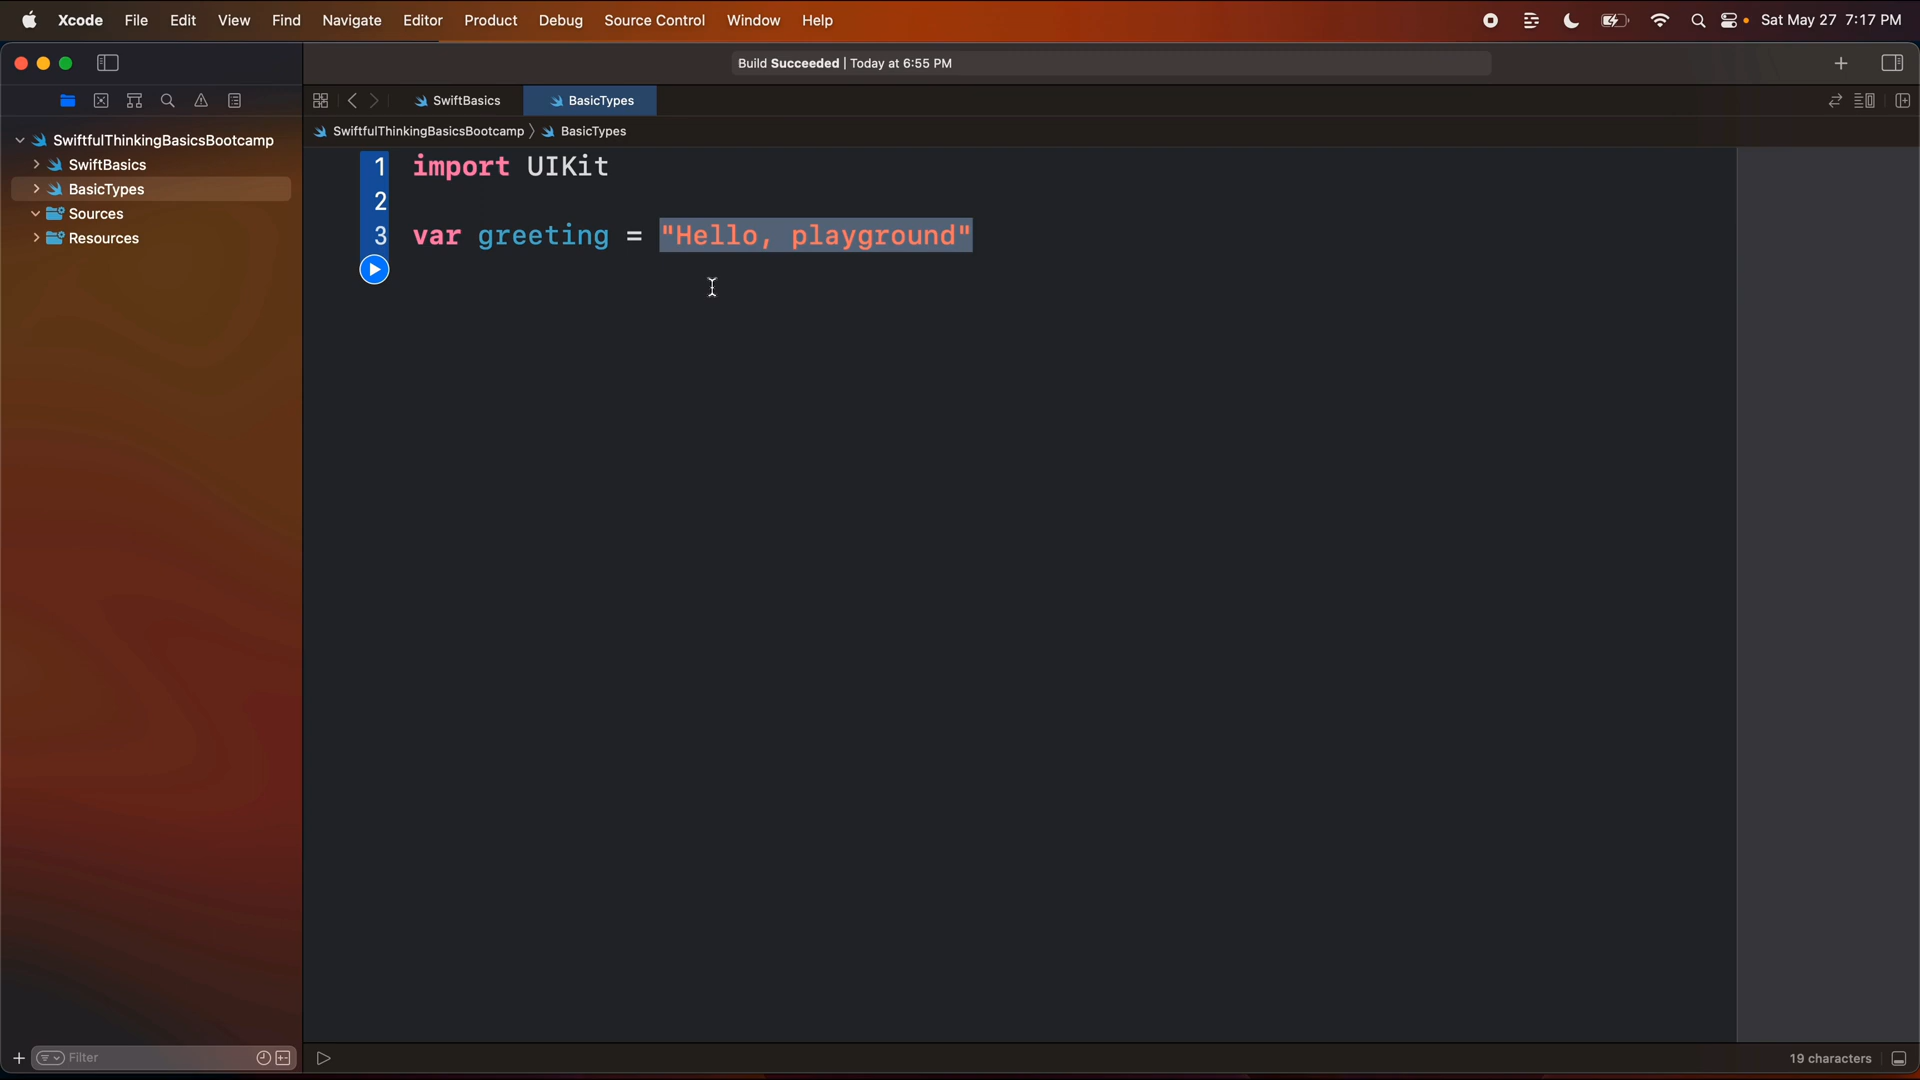 Xcode File Edit View Find Navigate Editor Product Debug Source Control Window Help Sat May 27 7:17 PM
Build Succeeded | Today at 6:55 PM
SwiftBasics BasicTypes
SwiftfulThinkingBasicsBootcamp BasicTypes
SwiftfulThinkingBasicsBootcamp
SwiftBasics
BasicTypes
Sources
Resources
1 import UIKit
2
3 var greeting = "Hello, playground"
Filter
19 characters